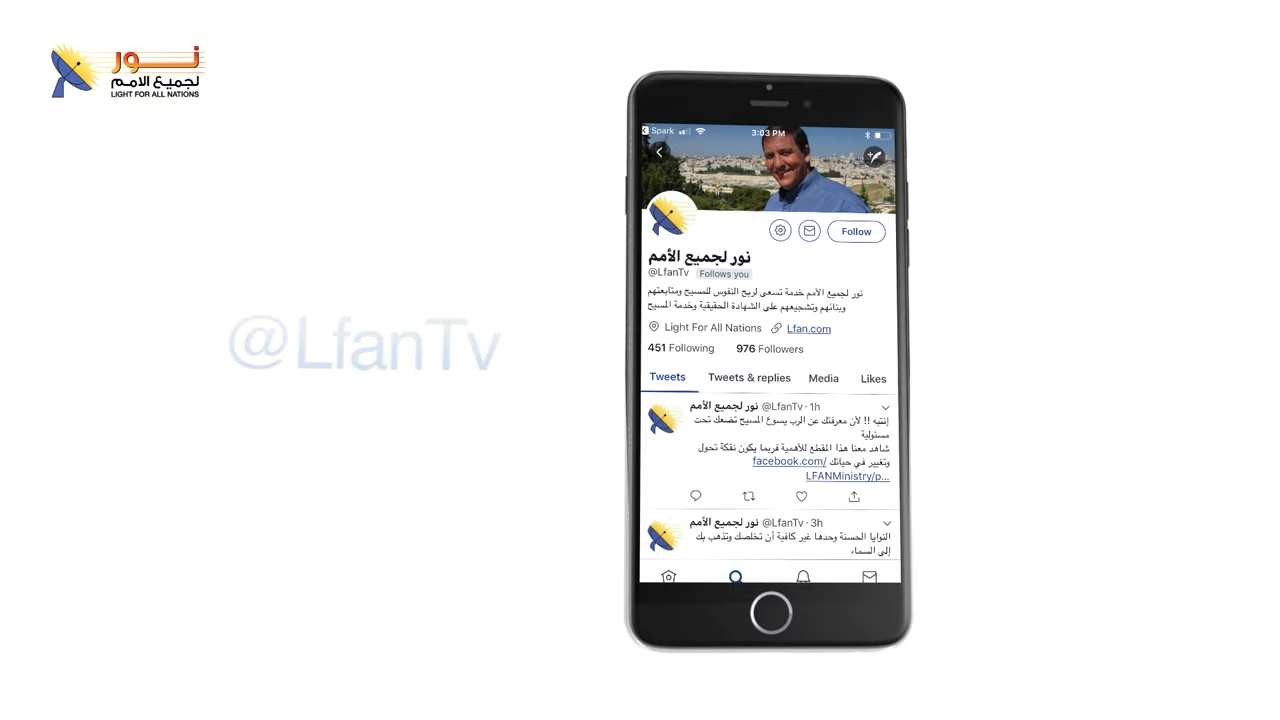 نور
لجميع الامم
LIGHT FOR ALL NATIONS
@LfanTv
Spark
3:03 PM
Follow
نور لجميع الأمم
@LfanTv Follows you
نور لجميع الأمم خدمة تسعى لربح النفوس للمسيح ومتابعتهم
وبنائهم وتشجيعهم على الشهادة الحقيقية وخدمة المسيح
Light For All Nations Lfan.com
451 Following 976 Followers
Tweets Tweets & replies Media Likes
نور لجميع الأمم @LfanTv · 1h
إنتبه !! لأن معرفتك عن الرب يسوع المسيح تضعك تحت
مسئولية
شاهد معنا هذا المقطع للأهمية فربما يكون نقكة تحول
وتغيير في حياتك facebook.com/
LFANMinistry/p...
نور لجميع الأمم @LfanTv · 3h
النوايا الحسنة وحدها غير كافية أن تخلصك وتذهب بك
إلى السماء